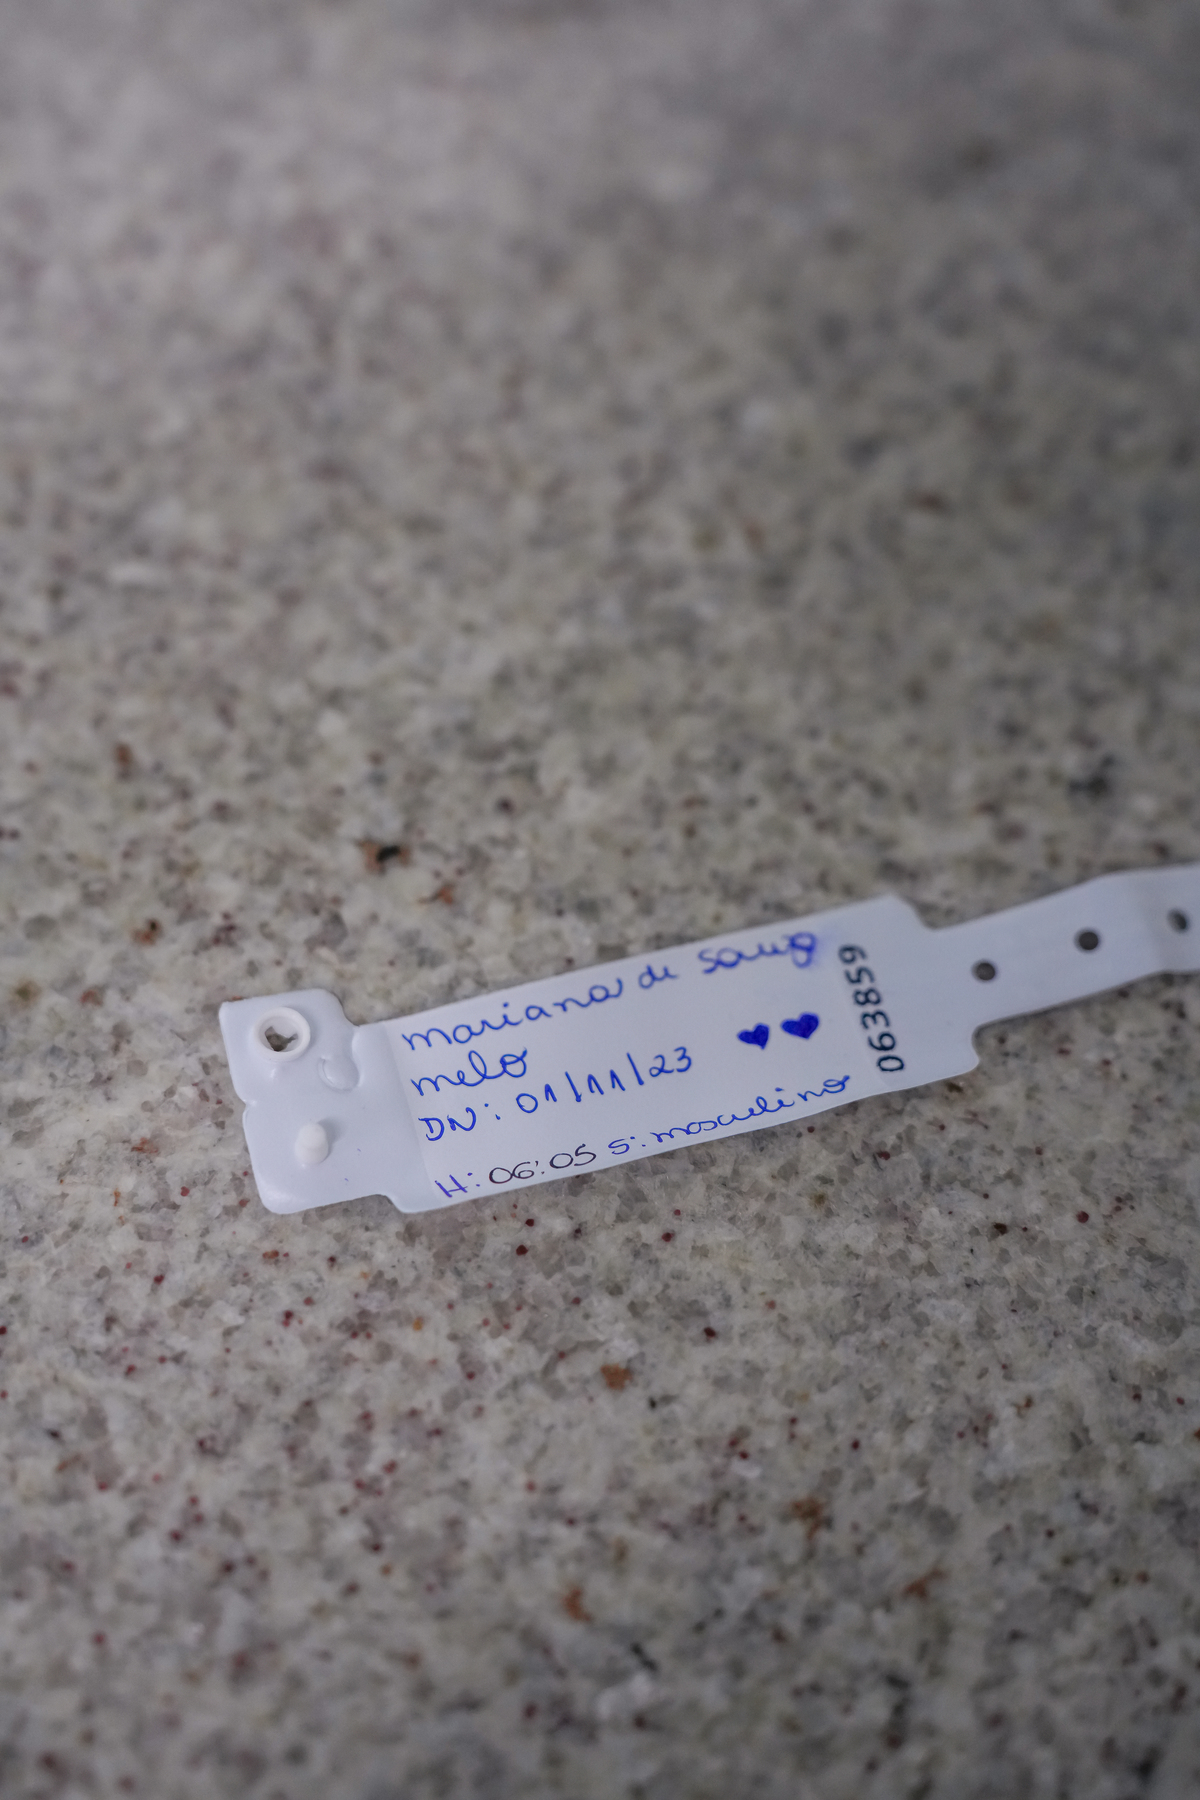 Mariana de Souza
melo
DN: 01/11/23
H: 06:05 S: masculino
063859